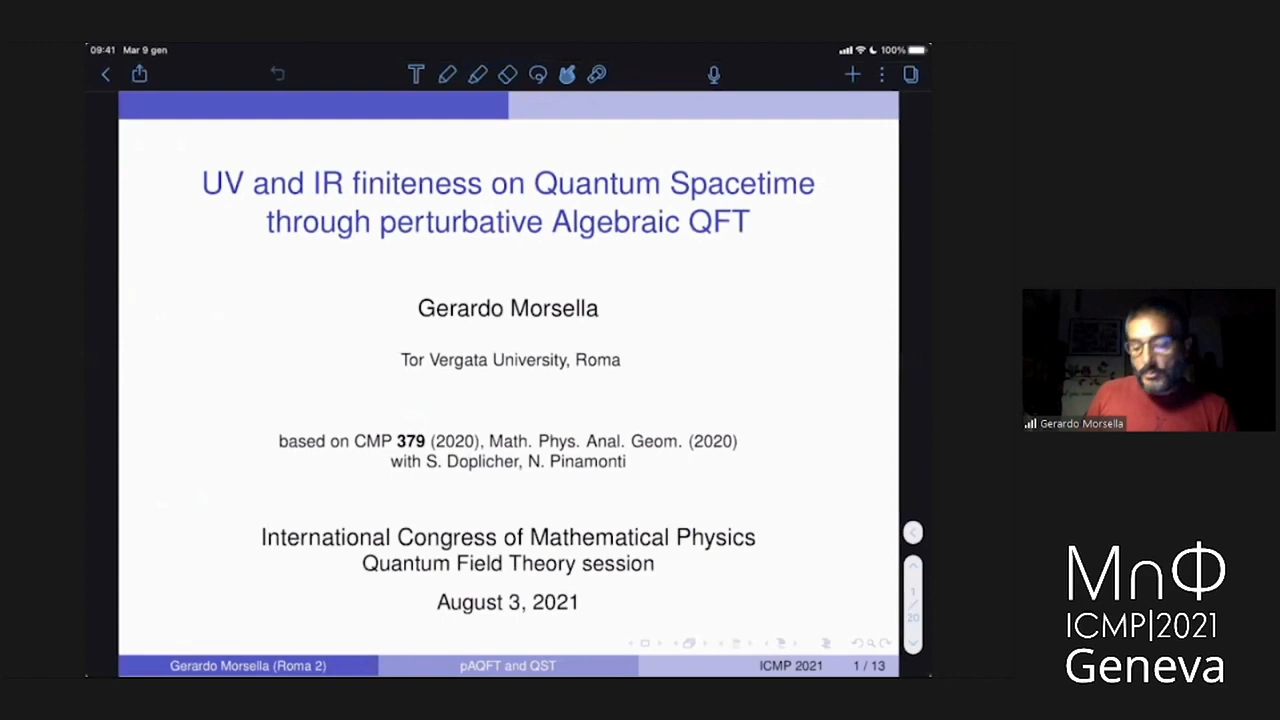 09:41 Mar 9 gen
100%
UV and IR finiteness on Quantum Spacetime
through perturbative Algebraic QFT
Gerardo Morsella
Tor Vergata University, Roma
based on CMP 379 (2020), Math. Phys. Anal. Geom. (2020)
with S. Doplicher, N. Pinamonti
International Congress of Mathematical Physics
Quantum Field Theory session
August 3, 2021
1
/
20
Gerardo Morsella (Roma 2)
pAQFT and QST
ICMP 2021
1 / 13
Gerardo Morsella
M∩Φ
ICMP|2021
Geneva